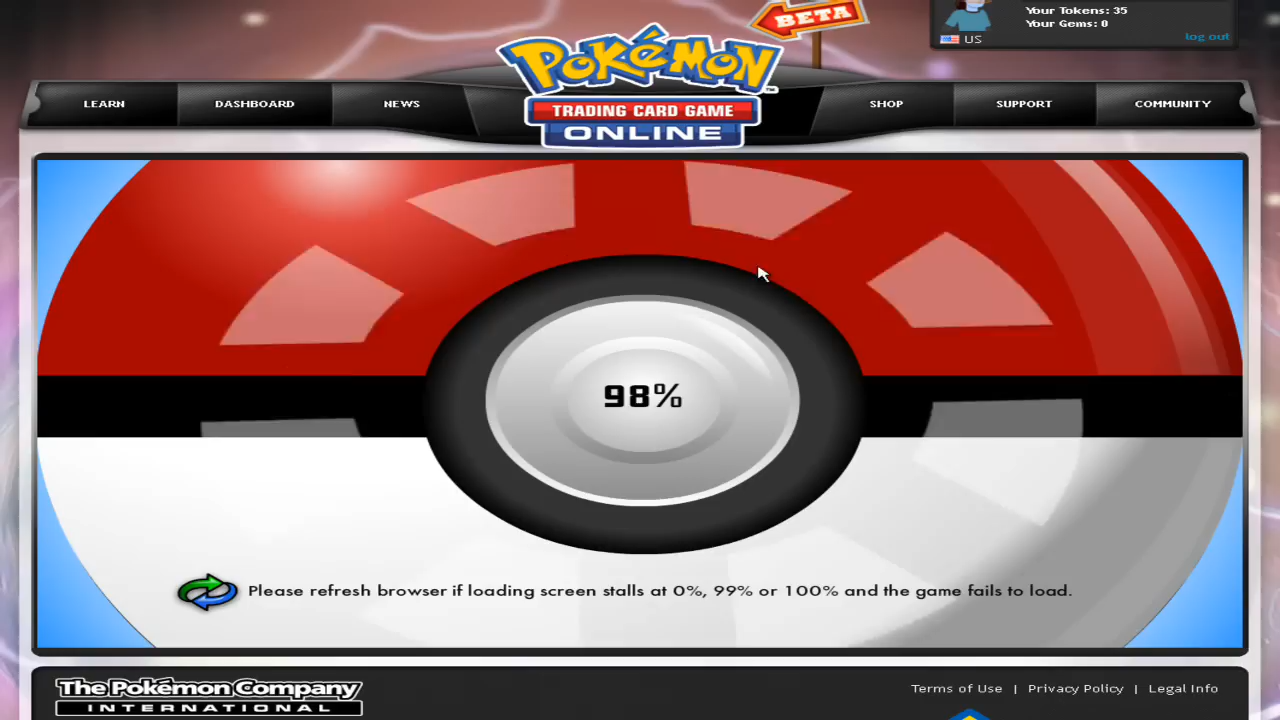 BETA
Your Tokens: 35
Your Gems: 0
US
log out
POKéMON
TM
TRADING CARD GAME
ONLINE
LEARN
DASHBOARD
NEWS
SHOP
SUPPORT
COMMUNITY
98%
Please refresh browser if loading screen stalls at 0%, 99% or 100% and the game fails to load.
The Pokémon Company
INTERNATIONAL
Terms of Use | Privacy Policy | Legal Info